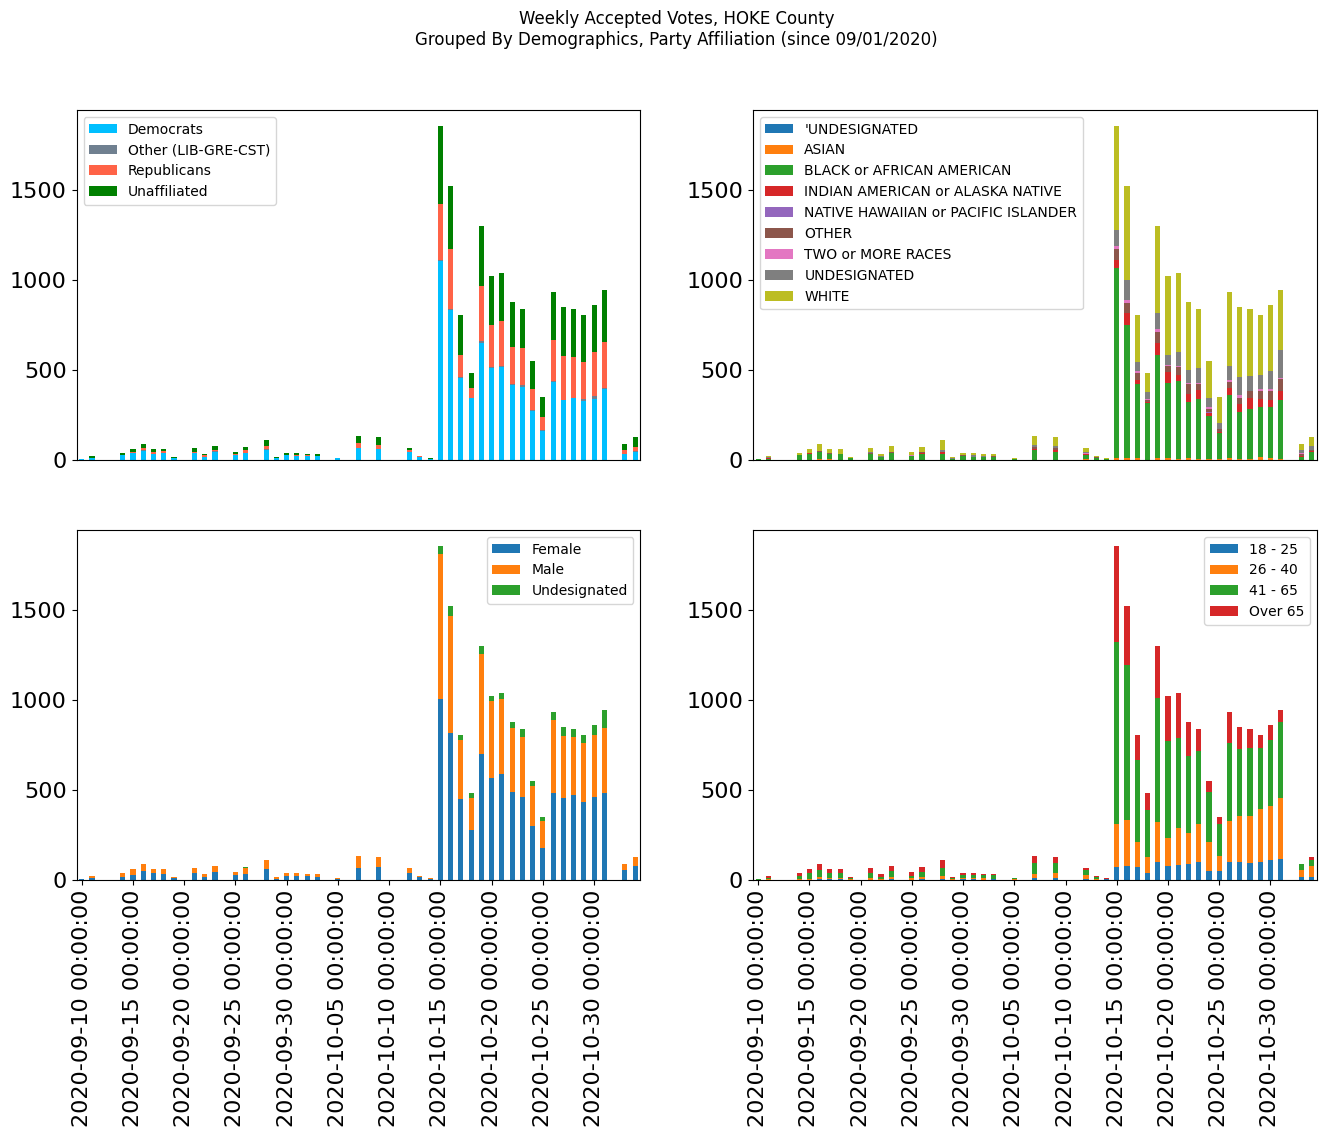 Weekly Accepted Votes, HOKE County
Grouped By Demographics, Party Affiliation (since 09/01/2020)
Democrats
Other (LIB-GRE-CST)
Republicans
Unaffiliated
1500
1000
500
0
'UNDESIGNATED
ASIAN
BLACK or AFRICAN AMERICAN
INDIAN AMERICAN or ALASKA NATIVE
NATIVE HAWAIIAN or PACIFIC ISLANDER
OTHER
TWO or MORE RACES
UNDESIGNATED
WHITE
1500
1000
500
0
Female
Male
Undesignated
1500
1000
500
0
2020-09-10 00:00:00
2020-09-15 00:00:00
2020-09-20 00:00:00
2020-09-25 00:00:00
2020-09-30 00:00:00
2020-10-05 00:00:00
2020-10-10 00:00:00
2020-10-15 00:00:00
2020-10-20 00:00:00
2020-10-25 00:00:00
2020-10-30 00:00:00
18 - 25
26 - 40
41 - 65
Over 65
1500
1000
500
0
2020-09-10 00:00:00
2020-09-15 00:00:00
2020-09-20 00:00:00
2020-09-25 00:00:00
2020-09-30 00:00:00
2020-10-05 00:00:00
2020-10-10 00:00:00
2020-10-15 00:00:00
2020-10-20 00:00:00
2020-10-25 00:00:00
2020-10-30 00:00:00